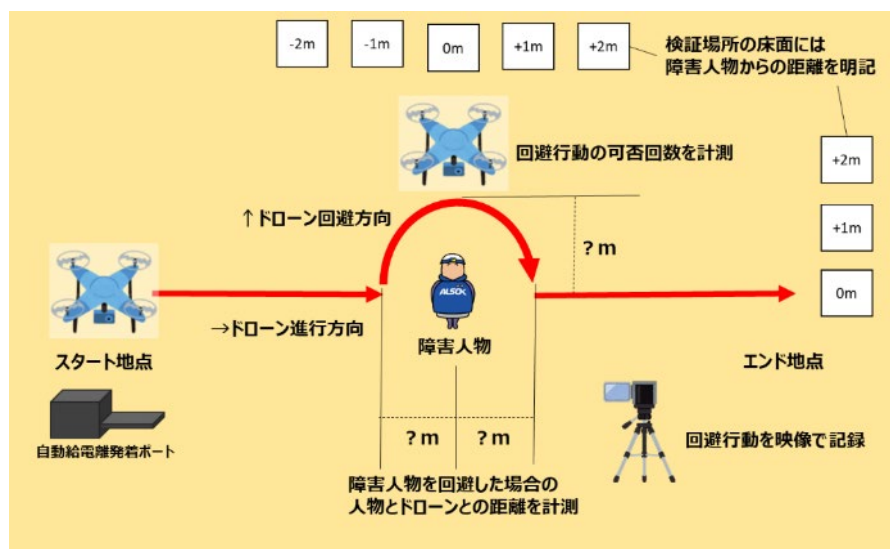 -2m
-1m
0m
+1m
+2m
検証場所の床面には
障害人物からの距離を明記
回避行動の可否回数を計測
+2m
↑ドローン回避方向
?m
+1m
ALSOK
0m
→ドローン進行方向
障害人物
スタート地点
エンド地点
?m
?m
自動給電離発着ポート
回避行動を映像で記録
障害人物を回避した場合の
人物とドローンとの距離を計測